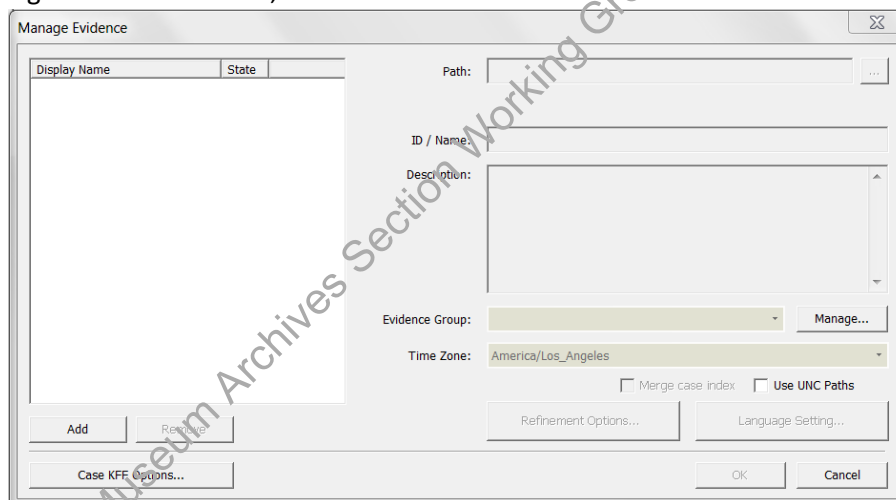 Manage Evidence
Display Name State
Path:
...
ID / Name:
Description:
Evidence Group:
Manage...
Time Zone: America/Los_Angeles
Merge case index Use UNC Paths
Add Remove
Refinement Options... Language Setting...
Case KFF Options...
OK Cancel
Museum Archives Section Working